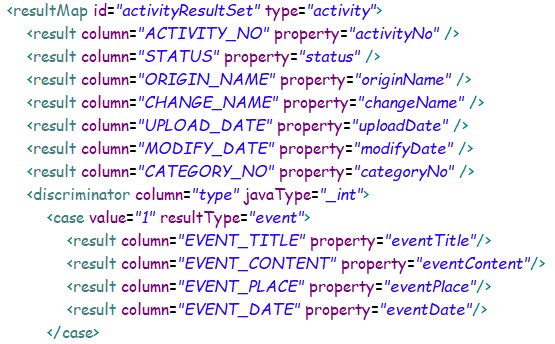 <resultMap id="activityResultSet" type="activity">
<result column="ACTIVITY_NO" property="activityNo" />
<result column="STATUS" property="status" />
<result column="ORIGIN_NAME" property="originName" />
<result column="CHANGE_NAME" property="changeName" />
<result column="UPLOAD_DATE" property="uploadDate" />
<result column="MODIFY_DATE" property="modifyDate" />
<result column="CATEGORY_NO" property="categoryNo" />
<discriminator column="type" javaType="_int">
<case value="1" resultType="event">
<result column="EVENT_TITLE" property="eventTitle"/>
<result column="EVENT_CONTENT" property="eventContent"/>
<result column="EVENT_PLACE" property="eventPlace"/>
<result column="EVENT_DATE" property="eventDate"/>
</case>